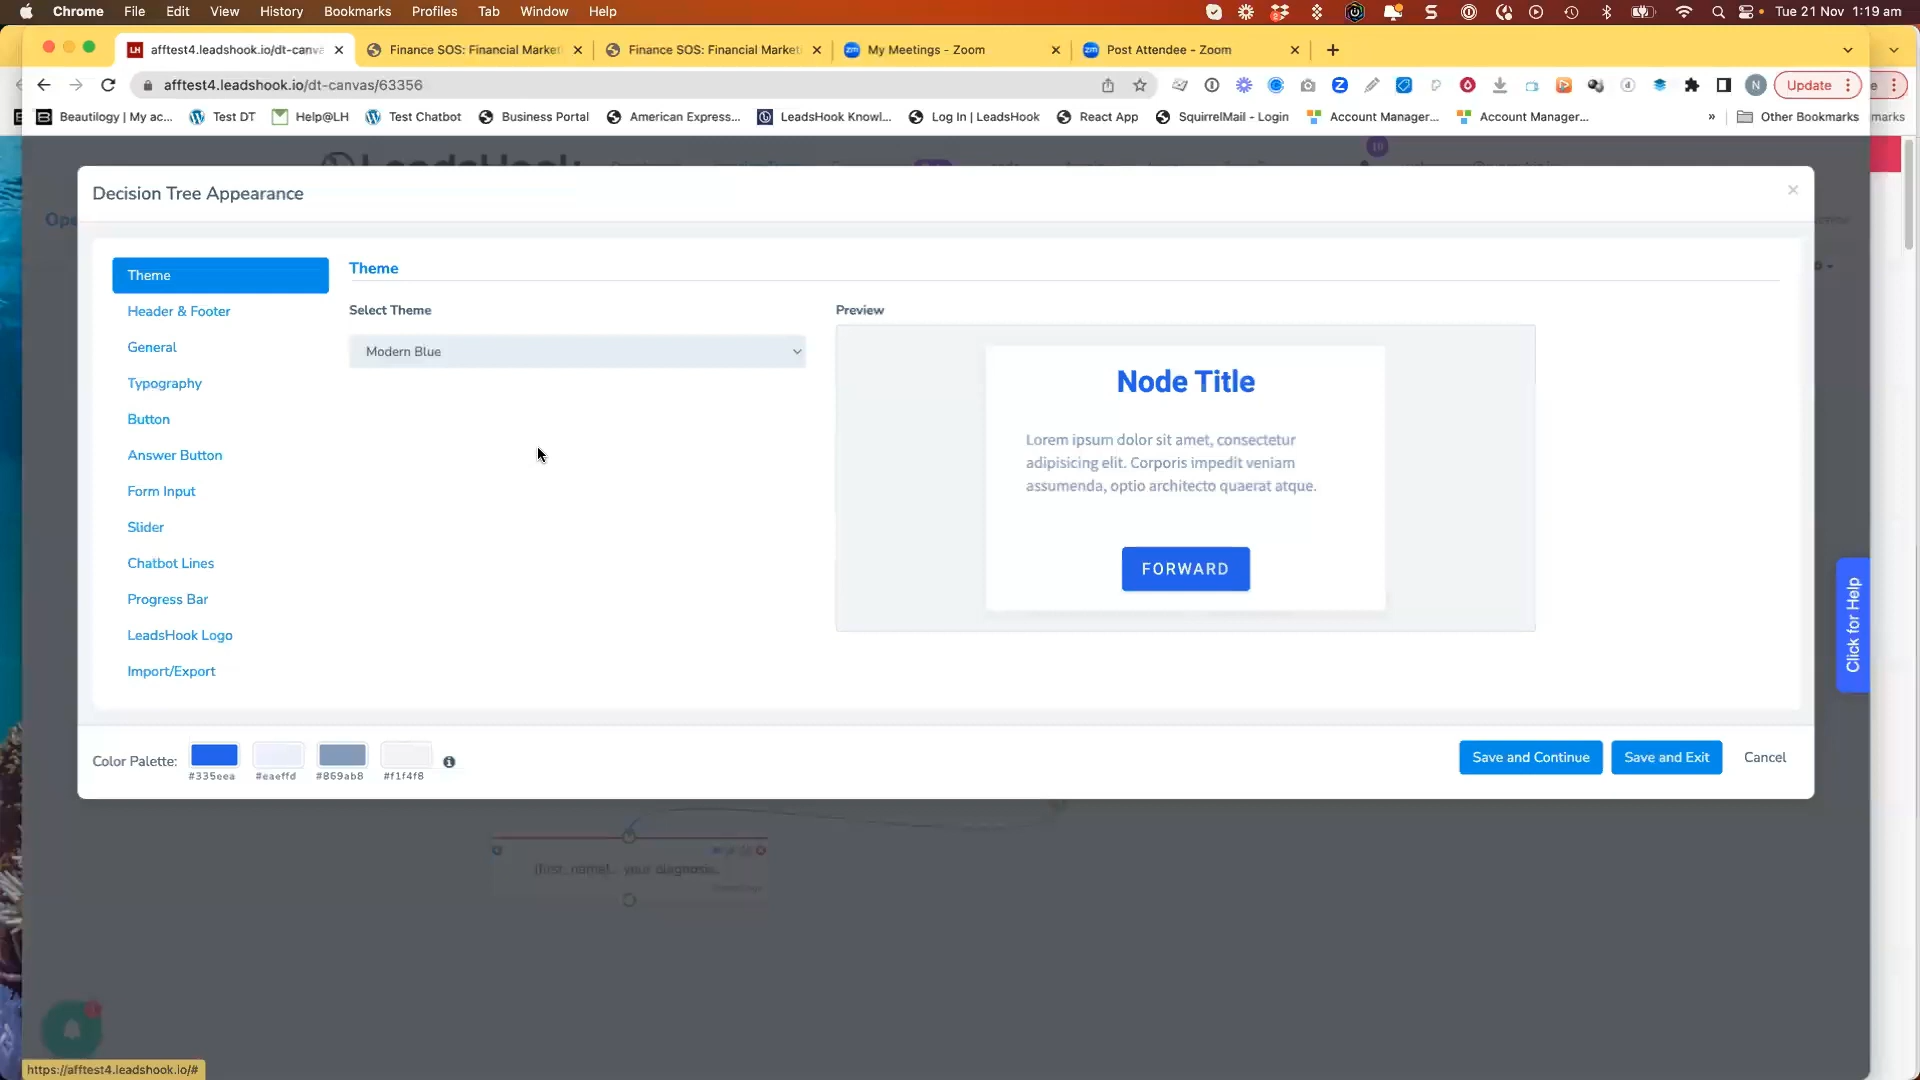 Chrome File Edit View History Bookmarks Profiles Tab Window Help Tue 21 Nov 1:19 am
afftest4.leadshook.io/dt-canva Finance SOS: Financial Market Finance SOS: Financial Market My Meetings - Zoom Post Attendee - Zoom
afftest4.leadshook.io/dt-canvas/63356 Update
Beautilogy | My ac... Test DT Help@LH Test Chatbot Business Portal American Express... LeadsHook Knowl... Log In | LeadsHook React App SquirrelMail - Login Account Manager... Account Manager... » Other Bookmarks marks
LeadsHook 10
Decision Tree Appearance
Ope
Theme
Header & Footer
General
Typography
Button
Answer Button
Form Input
Slider
Chatbot Lines
Progress Bar
LeadsHook Logo
Import/Export
Theme
Select Theme
Modern Blue
Preview
Node Title
Lorem ipsum dolor sit amet, consectetur
adipisicing elit. Corporis impedit veniam
assumenda, optio architecto quaerat atque.
FORWARD
Click for Help
Color Palette: #335eea #eaeffd #869ab8 #f1f4f8
Save and Continue Save and Exit Cancel
{first_name}... your diagnosis.
https://afftest4.leadshook.io/#